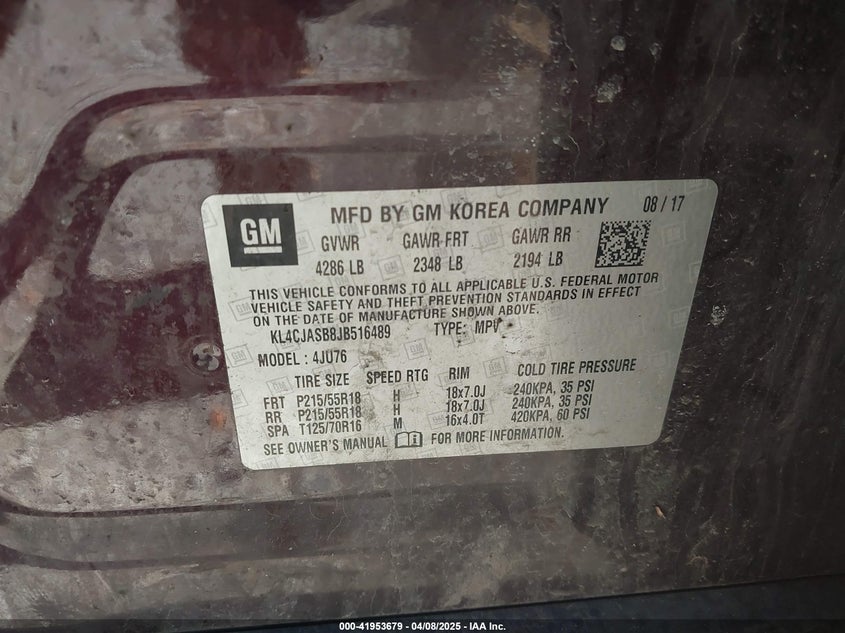 GM
MFD BY GM KOREA COMPANY 08 / 17
GVWR GAWR FRT GAWR RR
4286 LB 2348 LB 2194 LB
THIS VEHICLE CONFORMS TO ALL APPLICABLE U.S. FEDERAL MOTOR
VEHICLE SAFETY AND THEFT PREVENTION STANDARDS IN EFFECT
ON THE DATE OF MANUFACTURE SHOWN ABOVE.
KL4CJASB8JB516489 TYPE: MPV
MODEL : 4JU76
TIRE SIZE SPEED RTG RIM COLD TIRE PRESSURE
FRT P215/55R18 H 18x7.0J 240KPA, 35 PSI
RR P215/55R18 H 18x7.0J 240KPA, 35 PSI
SPA T125/70R16 M 16x4.0T 420KPA, 60 PSI
SEE OWNER'S MANUAL FOR MORE INFORMATION.
000-41953679 - 04/08/2025 - IAA Inc.